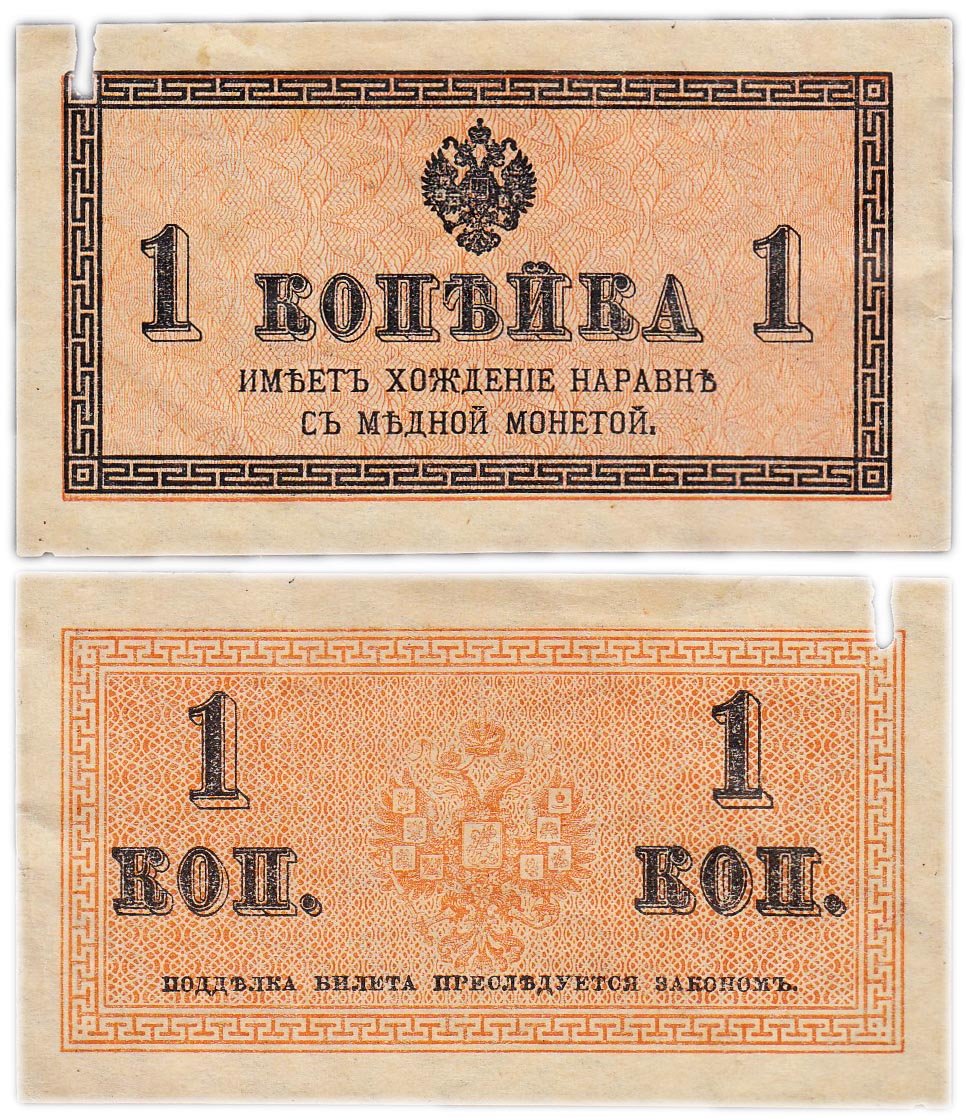 1 КОПѢЙКА 1
ИМѢЕТЪ ХОЖДЕНІЕ НАРАВНѢ
СЪ МѢДНОЙ МОНЕТОЙ.
1 1
КОП. КОП.
ПОДДѢЛКА БИЛЕТА ПРЕСЛѢДУЕТСЯ ЗАКОНОМЪ.